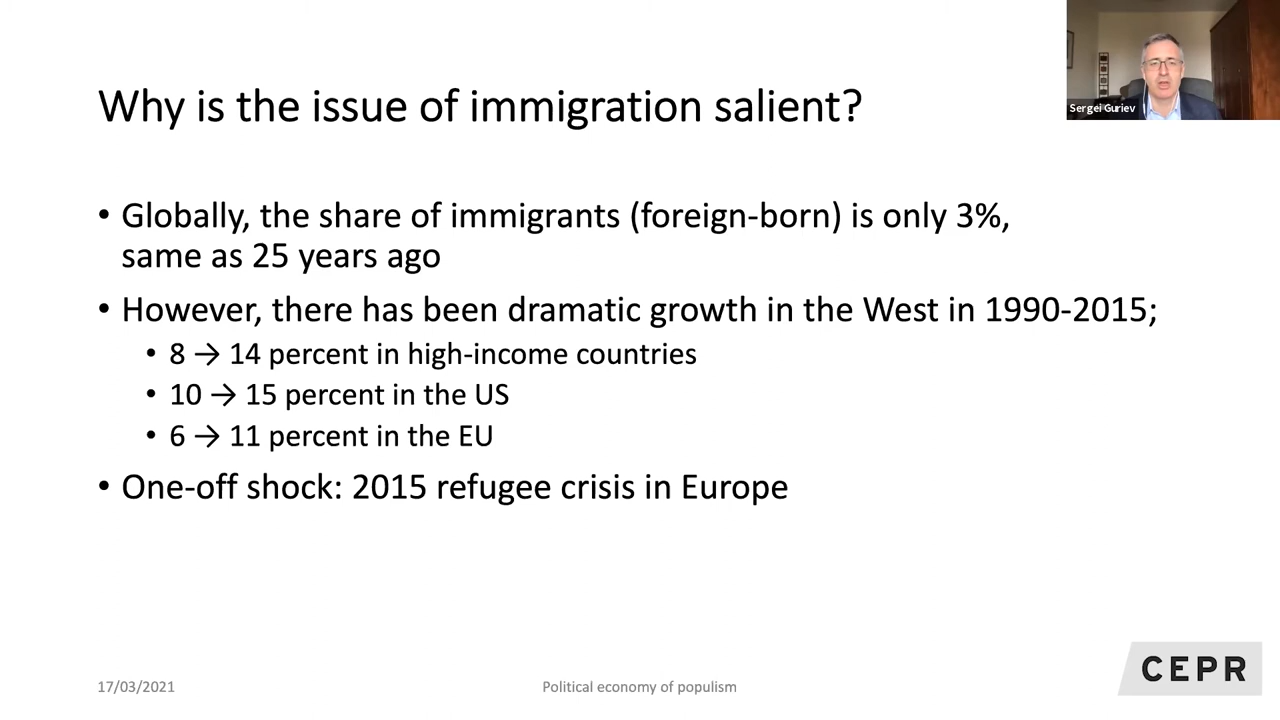 Why is the issue of immigration salient?
Sergei Guriev
• Globally, the share of immigrants (foreign-born) is only 3%,
same as 25 years ago
• However, there has been dramatic growth in the West in 1990-2015;
• 8 → 14 percent in high-income countries
• 10 → 15 percent in the US
• 6 → 11 percent in the EU
• One-off shock: 2015 refugee crisis in Europe
17/03/2021
Political economy of populism
CEPR